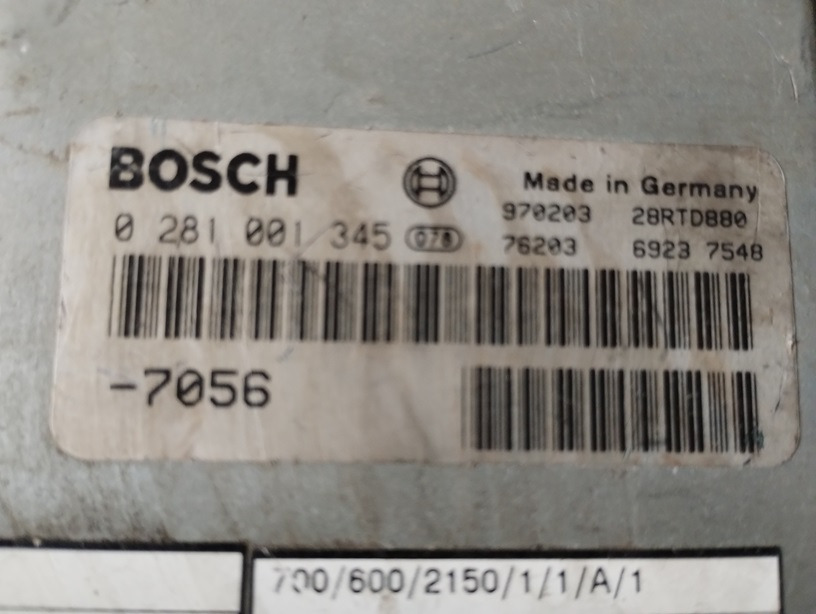 BOSCH
Made in Germany
0 281 001 345 078
970203 28RTD880
76203 6923 7548
-7056
700/600/2150/1/1/A/1